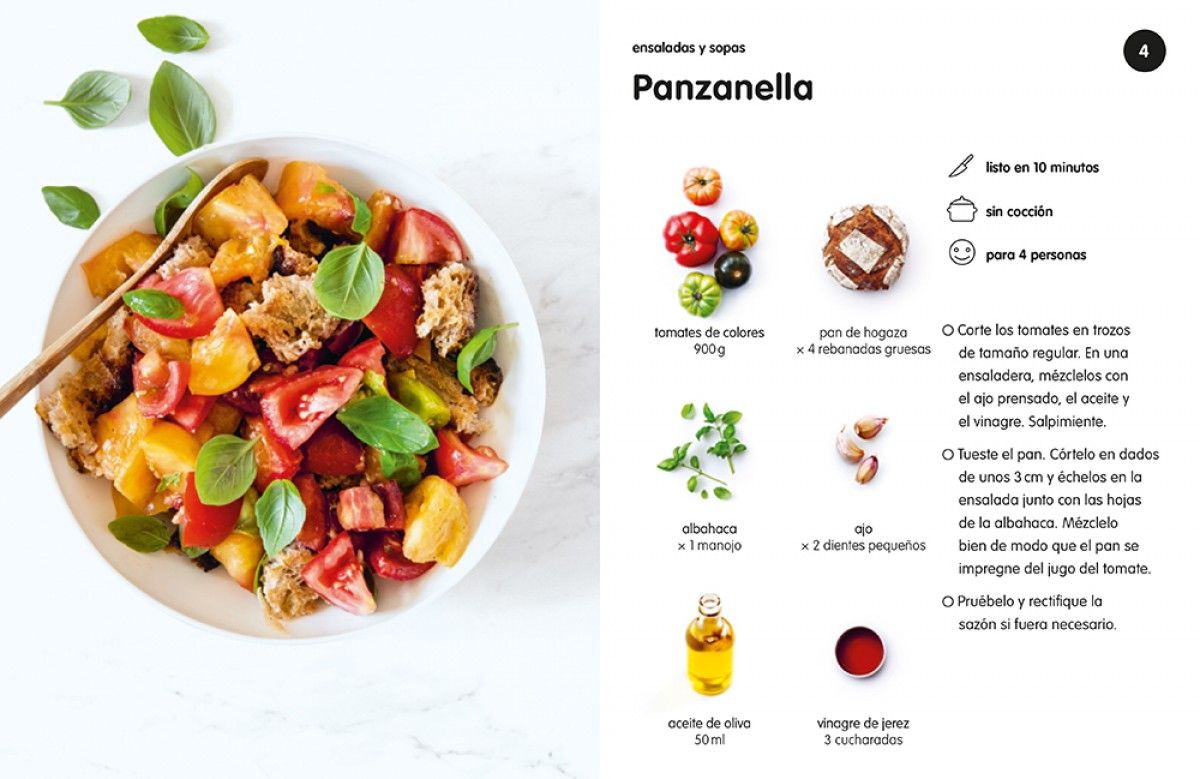 ensaladas y sopas
4
Panzanella
listo en 10 minutos
sin cocción
para 4 personas
tomates de colores
900 g
pan de hogaza
× 4 rebanadas gruesas
albahaca
× 1 manojo
ajo
× 2 dientes pequeños
aceite de oliva
50 ml
vinagre de jerez
3 cucharadas
Corte los tomates en trozos
de tamaño regular. En una
ensaladera, mézclelos con
el ajo prensado, el aceite y
el vinagre. Salpimiente.
Tueste el pan. Córtelo en dados
de unos 3 cm y échelos en la
ensalada junto con las hojas
de la albahaca. Mézclelo
bien de modo que el pan se
impregne del jugo del tomate.
Pruébelo y rectifique la
sazón si fuera necesario.